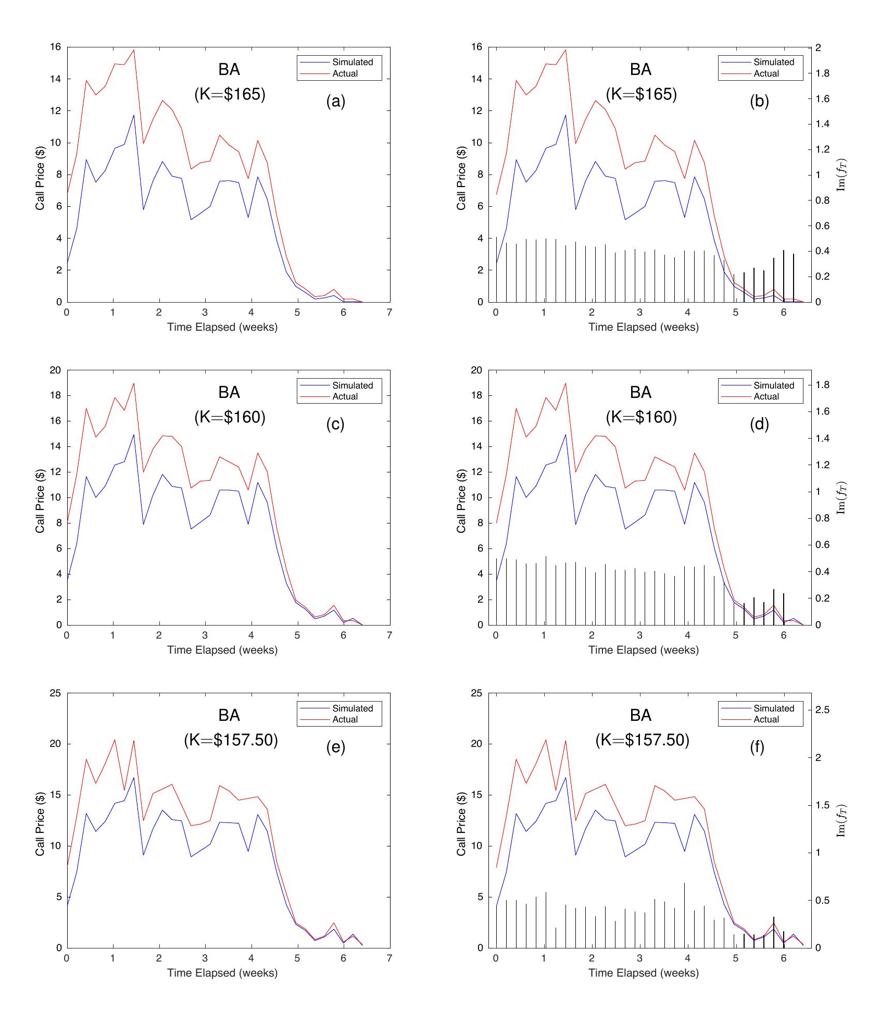 BA
(K=$165)
(a)
Simulated
Actual
Call Price ($)
16
14
12
10
8
6
4
2
0
0 1 2 3 4 5 6 7
Time Elapsed (weeks)
BA
(K=$165)
(b)
Simulated
Actual
Call Price ($)
16
14
12
10
8
6
4
2
0
2
1.8
1.6
1.4
1.2
1
0.8
0.6
0.4
0.2
0
Im(f_T)
0 1 2 3 4 5 6
Time Elapsed (weeks)
BA
(K=$160)
(c)
Simulated
Actual
Call Price ($)
20
18
16
14
12
10
8
6
4
2
0
0 1 2 3 4 5 6 7
Time Elapsed (weeks)
BA
(K=$160)
(d)
Simulated
Actual
Call Price ($)
20
18
16
14
12
10
8
6
4
2
0
1.8
1.6
1.4
1.2
1
0.8
0.6
0.4
0.2
0
Im(f_T)
0 1 2 3 4 5 6
Time Elapsed (weeks)
BA
(K=$157.50)
(e)
Simulated
Actual
Call Price ($)
25
20
15
10
5
0
0 1 2 3 4 5 6 7
Time Elapsed (weeks)
BA
(K=$157.50)
(f)
Simulated
Actual
Call Price ($)
25
20
15
10
5
0
2.5
2
1.5
1
0.5
0
Im(f_T)
0 1 2 3 4 5 6
Time Elapsed (weeks)